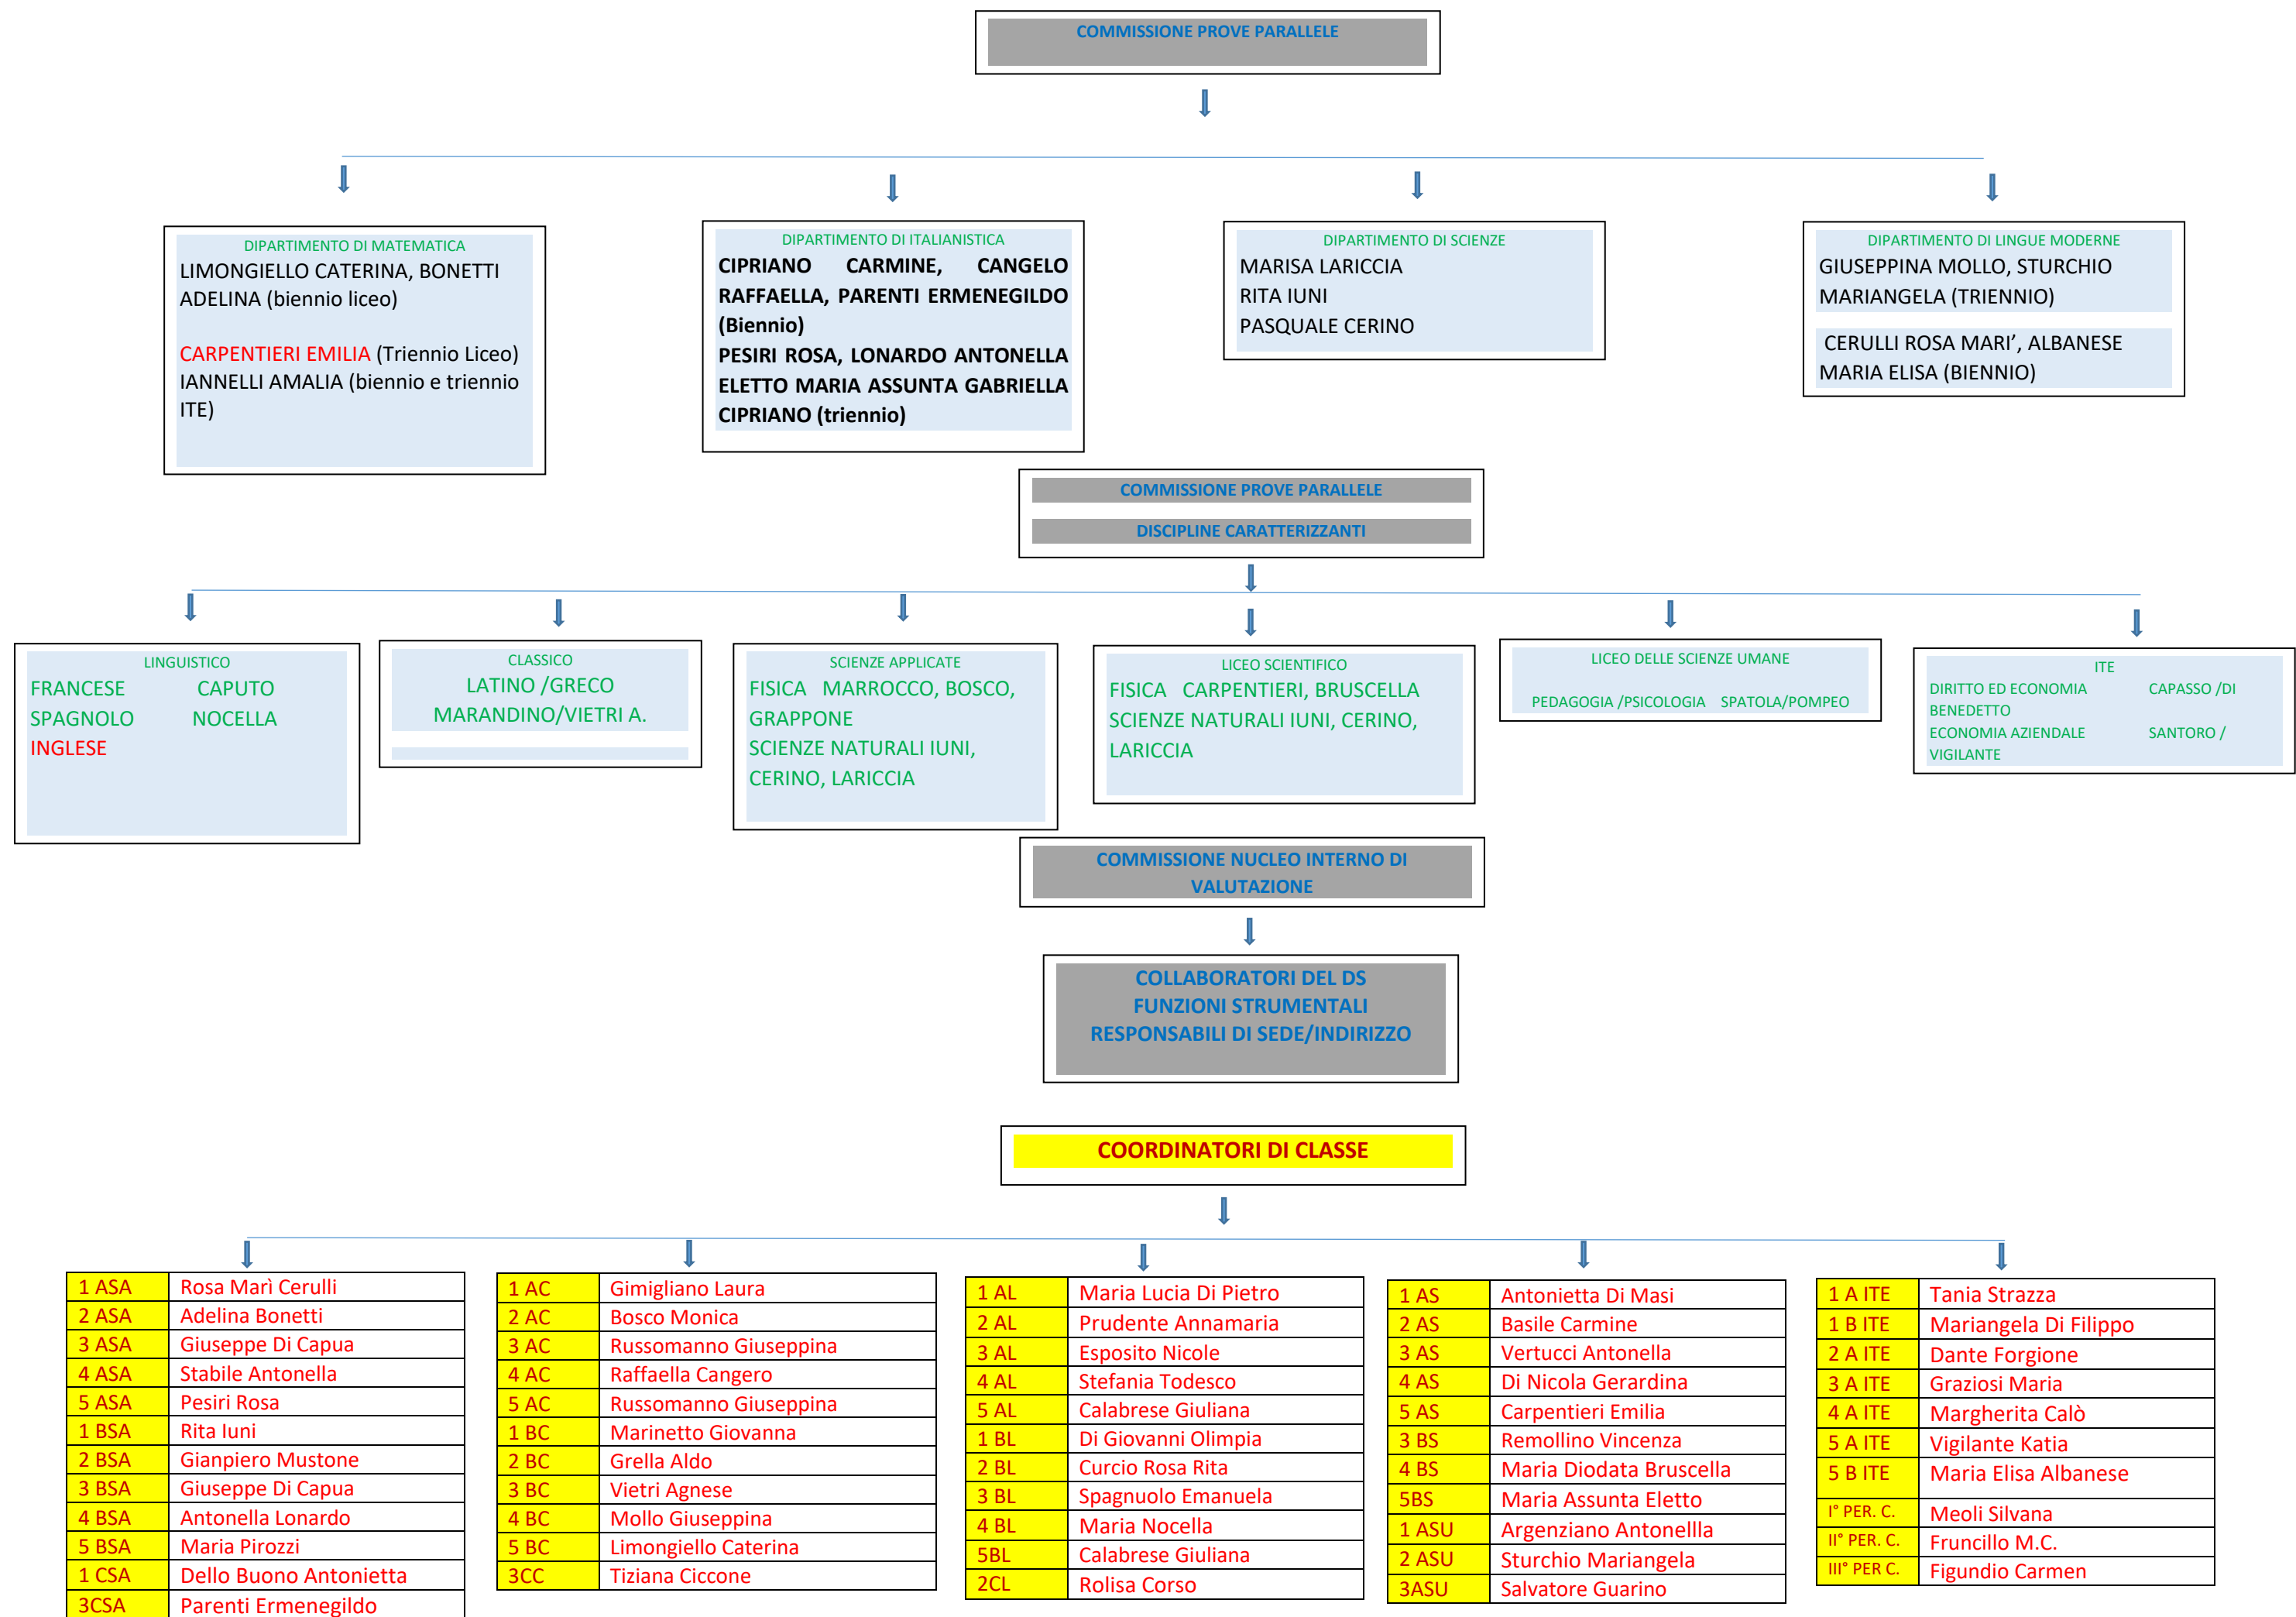 COMMISSIONE PROVE PARALLELE
DIPARTIMENTO DI MATEMATICA
LIMONGIELLO CATERINA, BONETTI
ADELINA (biennio liceo)
CARPENTIERI EMILIA (Triennio Liceo)
IANNELLI AMALIA (biennio e triennio
ITE)
DIPARTIMENTO DI ITALIANISTICA
CIPRIANO CARMINE, CANGELO
RAFFAELLA, PARENTI ERMENEGILDO
(Biennio)
PESIRI ROSA, LONARDO ANTONELLA
ELETTO MARIA ASSUNTA GABRIELLA
CIPRIANO (triennio)
DIPARTIMENTO DI SCIENZE
MARISA LARICCIA
RITA IUNI
PASQUALE CERINO
DIPARTIMENTO DI LINGUE MODERNE
GIUSEPPINA MOLLO, STURCHIO
MARIANGELA (TRIENNIO)
CERULLI ROSA MARI’, ALBANESE
MARIA ELISA (BIENNIO)
COMMISSIONE PROVE PARALLELE
DISCIPLINE CARATTERIZZANTI
LINGUISTICO
FRANCESE CAPUTO
SPAGNOLO NOCELLA
INGLESE
CLASSICO
LATINO /GRECO
MARANDINO/VIETRI A.
SCIENZE APPLICATE
FISICA MARROCCO, BOSCO,
GRAPPONE
SCIENZE NATURALI IUNI,
CERINO, LARICCIA
LICEO SCIENTIFICO
FISICA CARPENTIERI, BRUSCELLA
SCIENZE NATURALI IUNI, CERINO,
LARICCIA
LICEO DELLE SCIENZE UMANE
PEDAGOGIA /PSICOLOGIA SPATOLA/POMPEO
ITE
DIRITTO ED ECONOMIA CAPASSO /DI
BENEDETTO
ECONOMIA AZIENDALE SANTORO /
VIGILANTE
COMMISSIONE NUCLEO INTERNO DI
VALUTAZIONE
COLLABORATORI DEL DS
FUNZIONI STRUMENTALI
RESPONSABILI DI SEDE/INDIRIZZO
COORDINATORI DI CLASSE
1 ASA Rosa Marì Cerulli
2 ASA Adelina Bonetti
3 ASA Giuseppe Di Capua
4 ASA Stabile Antonella
5 ASA Pesiri Rosa
1 BSA Rita Iuni
2 BSA Gianpiero Mustone
3 BSA Giuseppe Di Capua
4 BSA Antonella Lonardo
5 BSA Maria Pirozzi
1 CSA Dello Buono Antonietta
3CSA Parenti Ermenegildo
1 AC Gimigliano Laura
2 AC Bosco Monica
3 AC Russomanno Giuseppina
4 AC Raffaella Cangero
5 AC Russomanno Giuseppina
1 BC Marinetto Giovanna
2 BC Grella Aldo
3 BC Vietri Agnese
4 BC Mollo Giuseppina
5 BC Limongiello Caterina
3CC Tiziana Ciccone
1 AL Maria Lucia Di Pietro
2 AL Prudente Annamaria
3 AL Esposito Nicole
4 AL Stefania Todesco
5 AL Calabrese Giuliana
1 BL Di Giovanni Olimpia
2 BL Curcio Rosa Rita
3 BL Spagnuolo Emanuela
4 BL Maria Nocella
5BL Calabrese Giuliana
2CL Rolisa Corso
1 AS Antonietta Di Masi
2 AS Basile Carmine
3 AS Vertucci Antonella
4 AS Di Nicola Gerardina
5 AS Carpentieri Emilia
3 BS Remollino Vincenza
4 BS Maria Diodata Bruscella
5BS Maria Assunta Eletto
1 ASU Argenziano Antonellla
2 ASU Sturchio Mariangela
3ASU Salvatore Guarino
1 A ITE Tania Strazza
1 B ITE Mariangela Di Filippo
2 A ITE Dante Forgione
3 A ITE Graziosi Maria
4 A ITE Margherita Calò
5 A ITE Vigilante Katia
5 B ITE Maria Elisa Albanese
I° PER. C. Meoli Silvana
II° PER. C. Fruncillo M.C.
III° PER C. Figundio Carmen